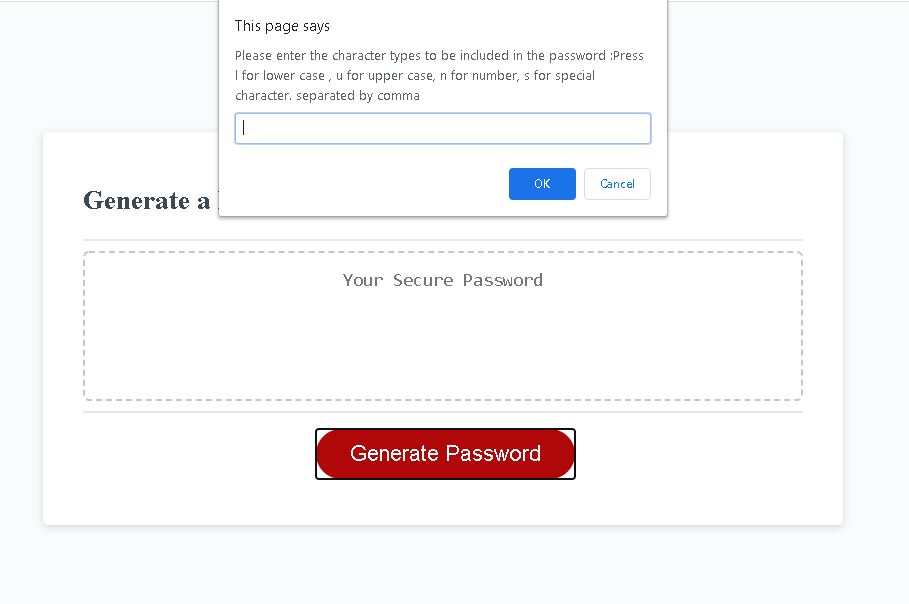 This page says
Please enter the character types to be included in the password :Press
l for lower case , u for upper case, n for number, s for special
character. separated by comma
OK
Cancel
Generate a
Your Secure Password
Generate Password